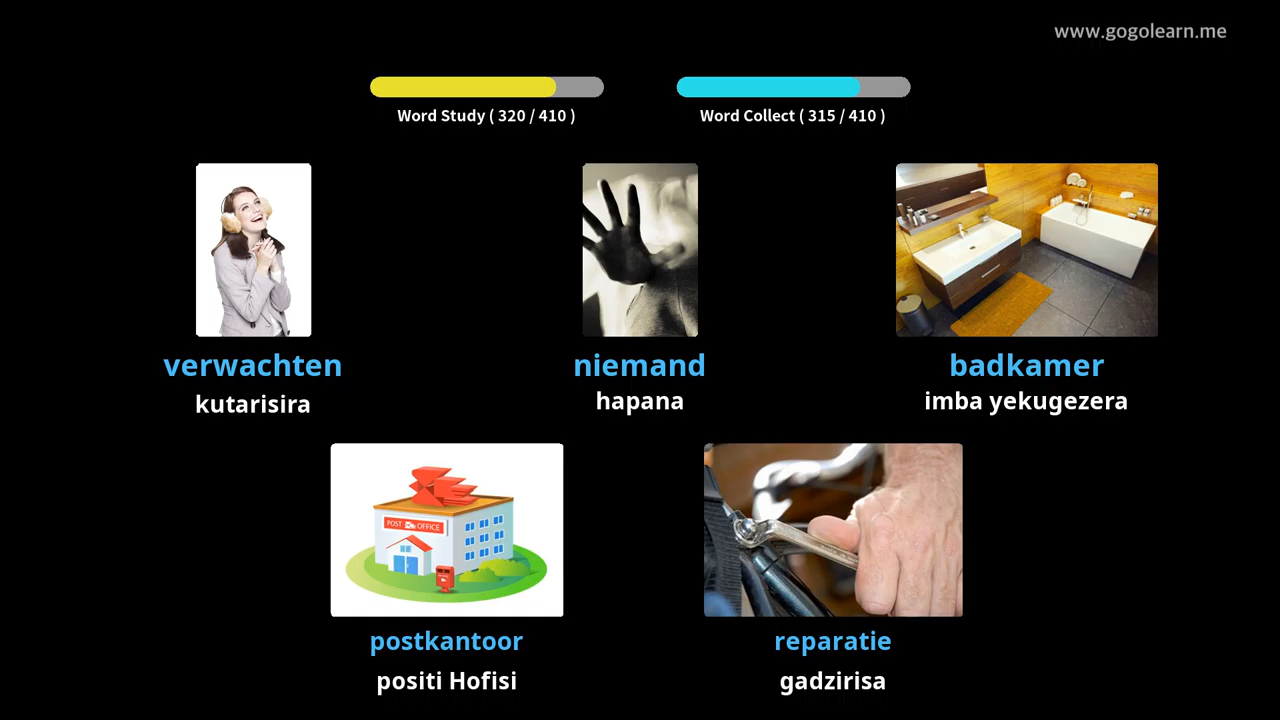 www.gogolearn.me
Word Study ( 320 / 410 )
Word Collect ( 315 / 410 )
verwachten
kutarisira
niemand
hapana
badkamer
imba yekugezera
POST OFFICE
postkantoor
positi Hofisi
reparatie
gadzirisa